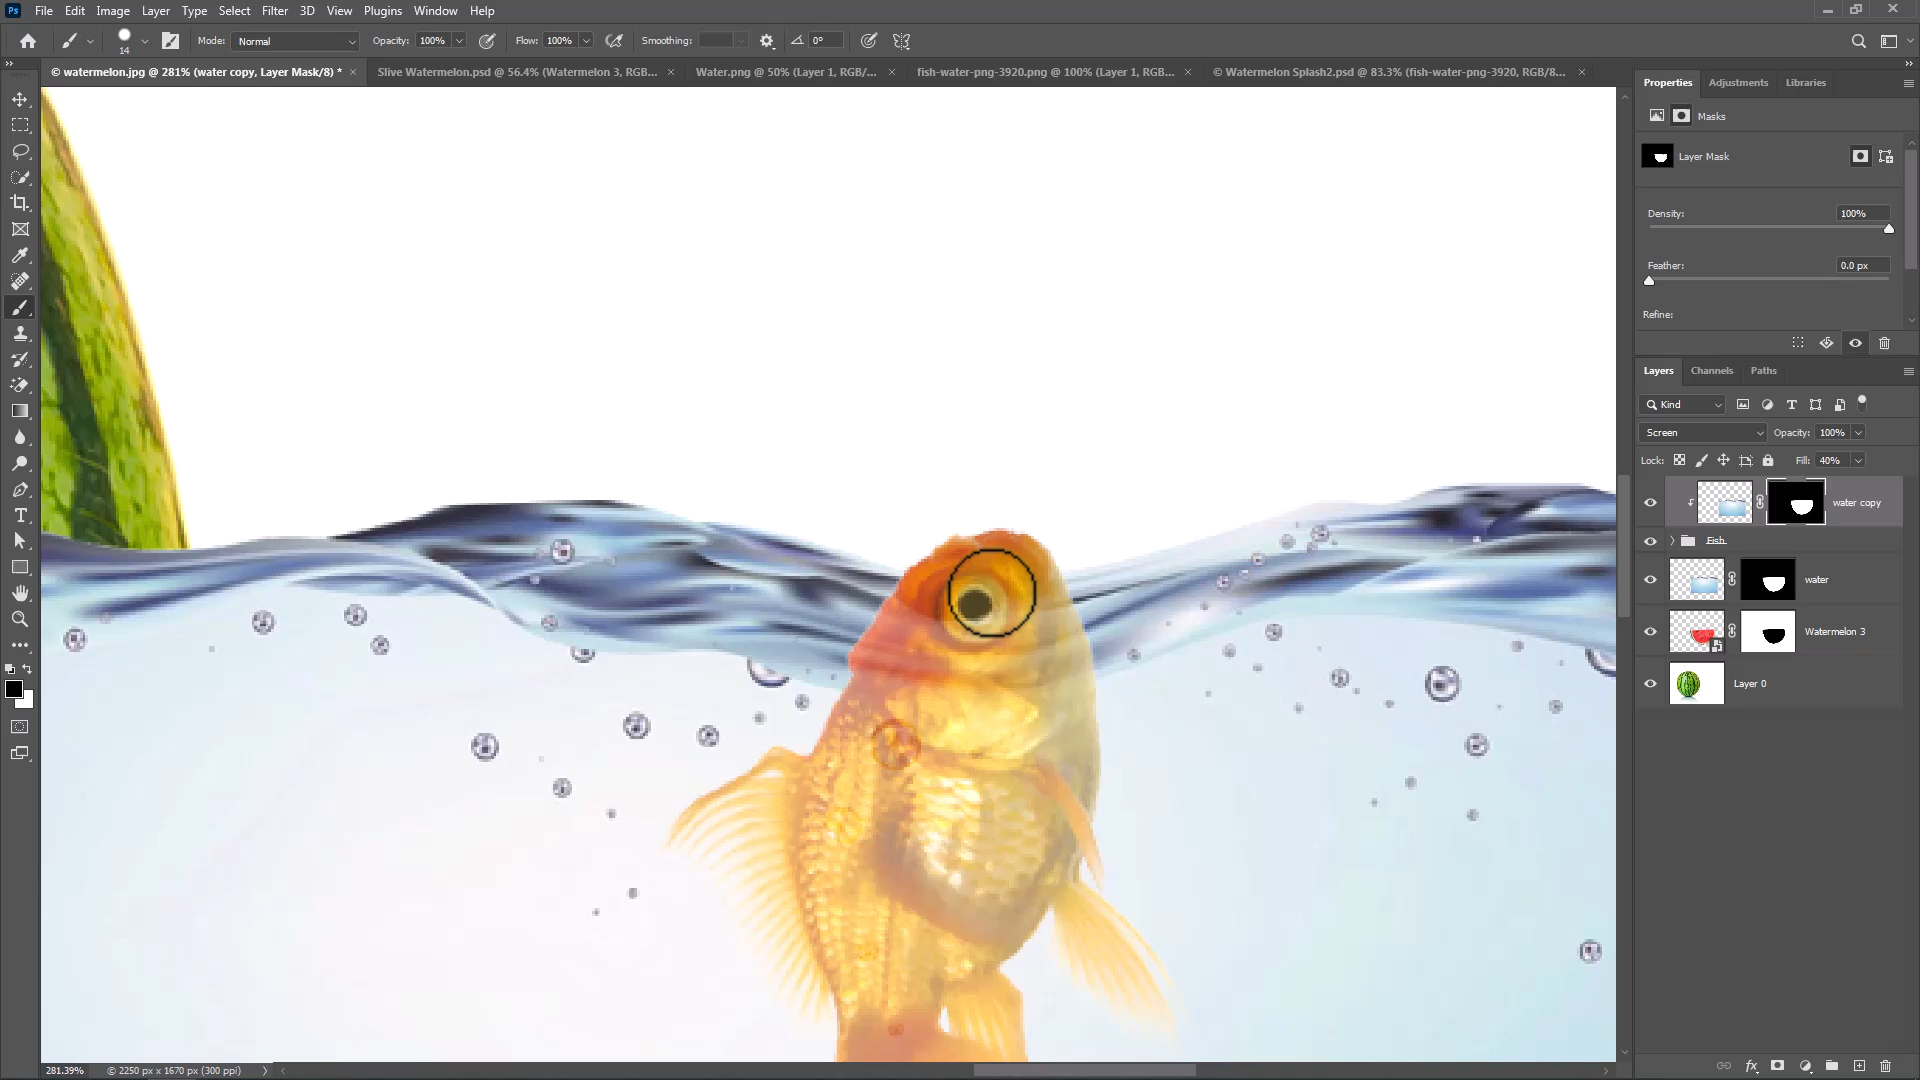 Ps File Edit Image Layer Type Select Filter 3D View Plugins Window Help
14 Mode: Normal Opacity: 100% Flow: 100% Smoothing: 0°
© watermelon.jpg @ 281% (water copy, Layer Mask/8) * Slive Watermelon.psd @ 56.4% (Watermelon 3, RGB... Water.png @ 50% (Layer 1, RGB/... fish-water-png-3920.png @ 100% (Layer 1, RGB... © Watermelon Splash2.psd @ 83.3% (fish-water-png-3920, RGB/8...
Properties Adjustments Libraries
Masks
Layer Mask
Density: 100%
Feather: 0.0 px
Refine:
Layers Channels Paths
Kind
Screen Opacity: 100%
Lock: Fill: 40%
water copy
Fish
water
Watermelon 3
Layer 0
281.39% © 2250 px x 1670 px (300 ppi)